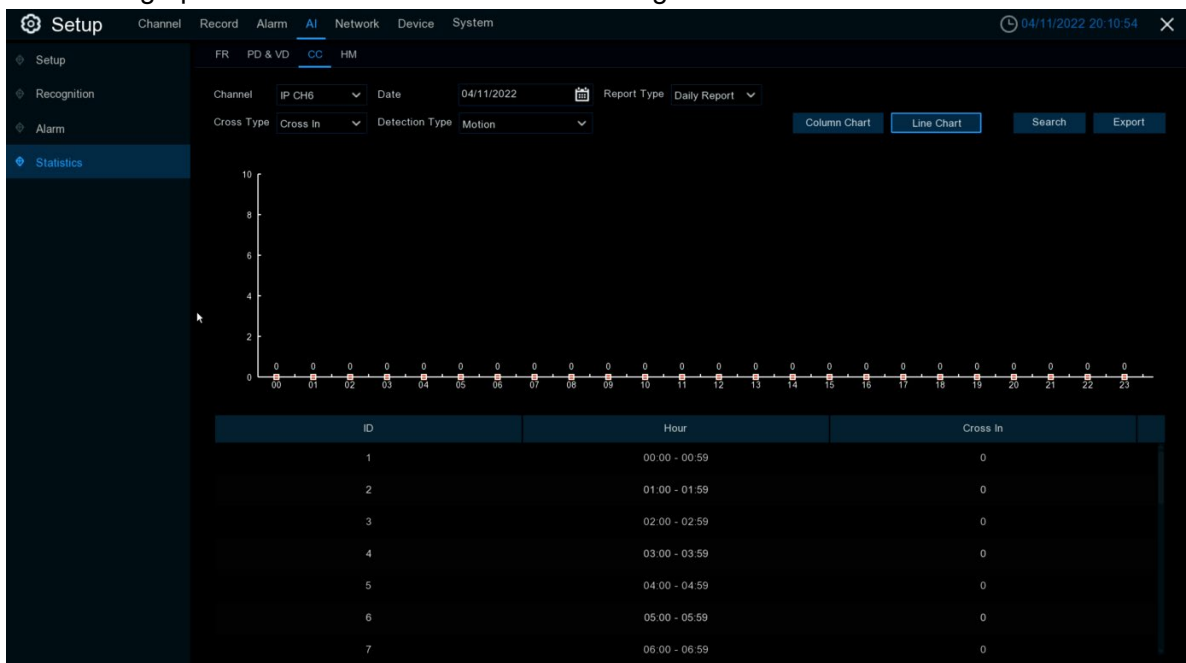 Setup Channel Record Alarm AI Network Device System 04/11/2022 20:10:54
FR PD & VD CC HM
Setup
Recognition
Alarm
Statistics
Channel IP CH6 Date 04/11/2022 Report Type Daily Report
Cross Type Cross In Detection Type Motion Column Chart Line Chart Search Export
10
8
6
4
2
0
0 0 0 0 0 0 0 0 0 0 0 0 0 0 0 0 0 0 0 0 0 0 0 0
00 01 02 03 04 05 06 07 08 09 10 11 12 13 14 15 16 17 18 19 20 21 22 23
ID Hour Cross In
1 00:00 - 00:59 0
2 01:00 - 01:59 0
3 02:00 - 02:59 0
4 03:00 - 03:59 0
5 04:00 - 04:59 0
6 05:00 - 05:59 0
7 06:00 - 06:59 0